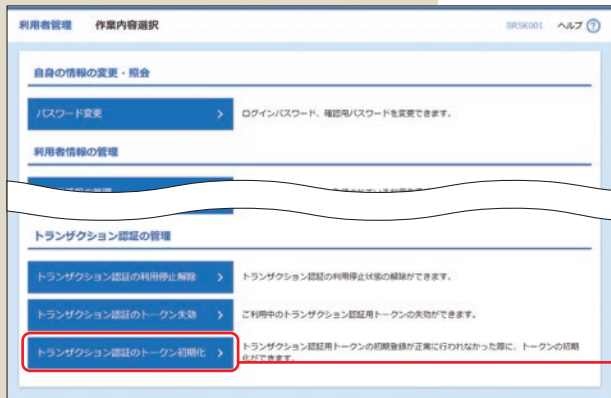 利用者管理 作業内容選択 BRSK001 ヘルプ ?
自身の情報の変更・照会
パスワード変更 ログインパスワード、確認用パスワードを変更できます。
利用者情報の管理
トランザクション認証の管理
トランザクション認証の利用停止解除 トランザクション認証の利用停止状態の解除ができます。
トランザクション認証のトークン失効 ご利用中のトランザクション認証用トークンの失効ができます。
トランザクション認証のトークン初期化 トランザクション認証用トークンの初期登録が正常に行われなかった際に、トークンの初期
化ができます。